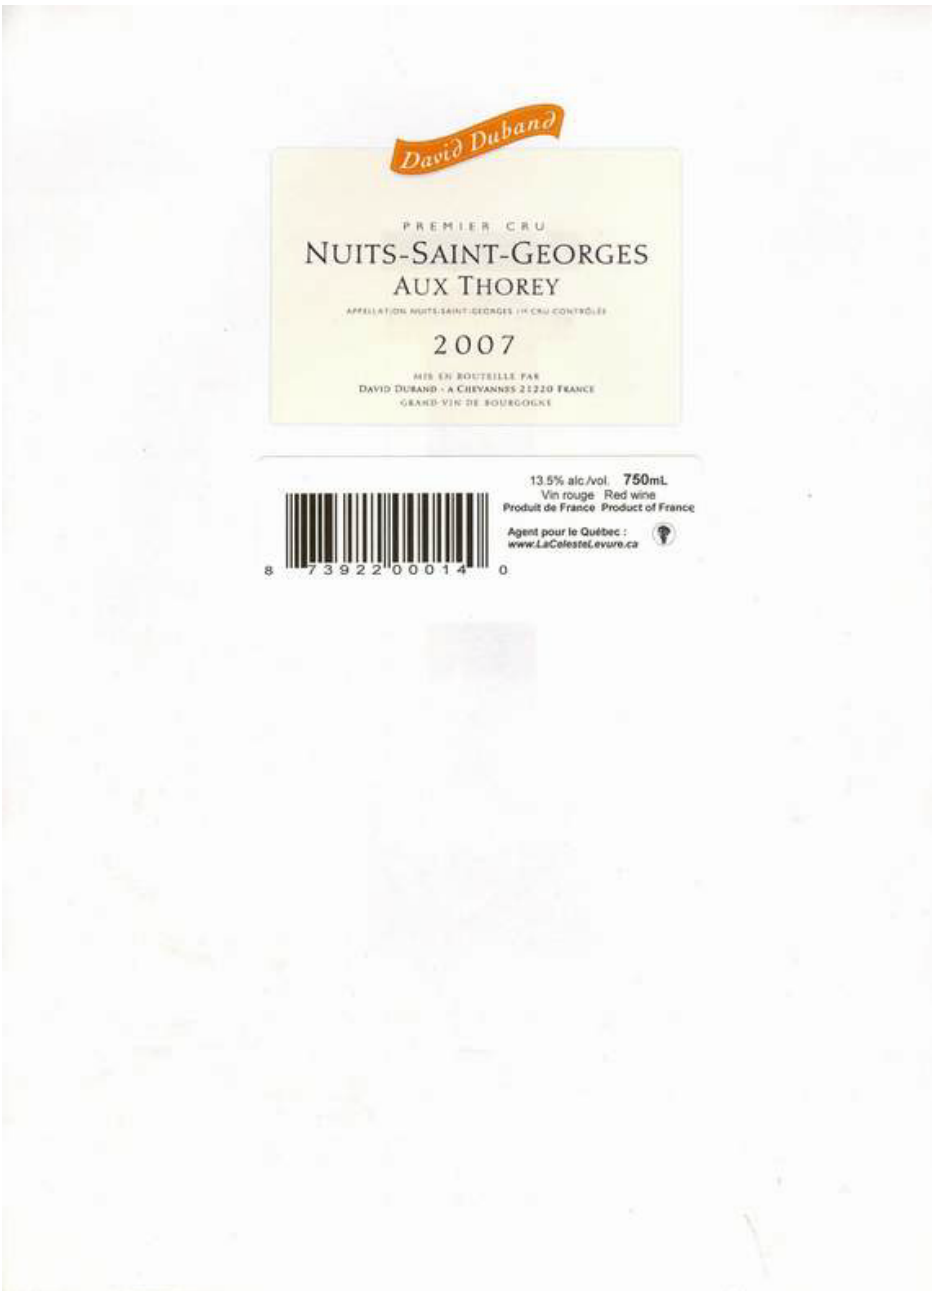 David Duband
PREMIER CRU
NUITS-SAINT-GEORGES
AUX THOREY
APPELLATION NUITS-SAINT-GEORGES 1er CRU CONTRÔLÉE
2007
MIS EN BOUTEILLE PAR
DAVID DUBAND - A CHEVANNES 21220 FRANCE
GRAND VIN DE BOURGOGNE
13.5% alc./vol. 750mL
Vin rouge Red wine
Produit de France Product of France
Agent pour le Québec :
www.LaCelesteLevure.ca
8 73922 00014 0